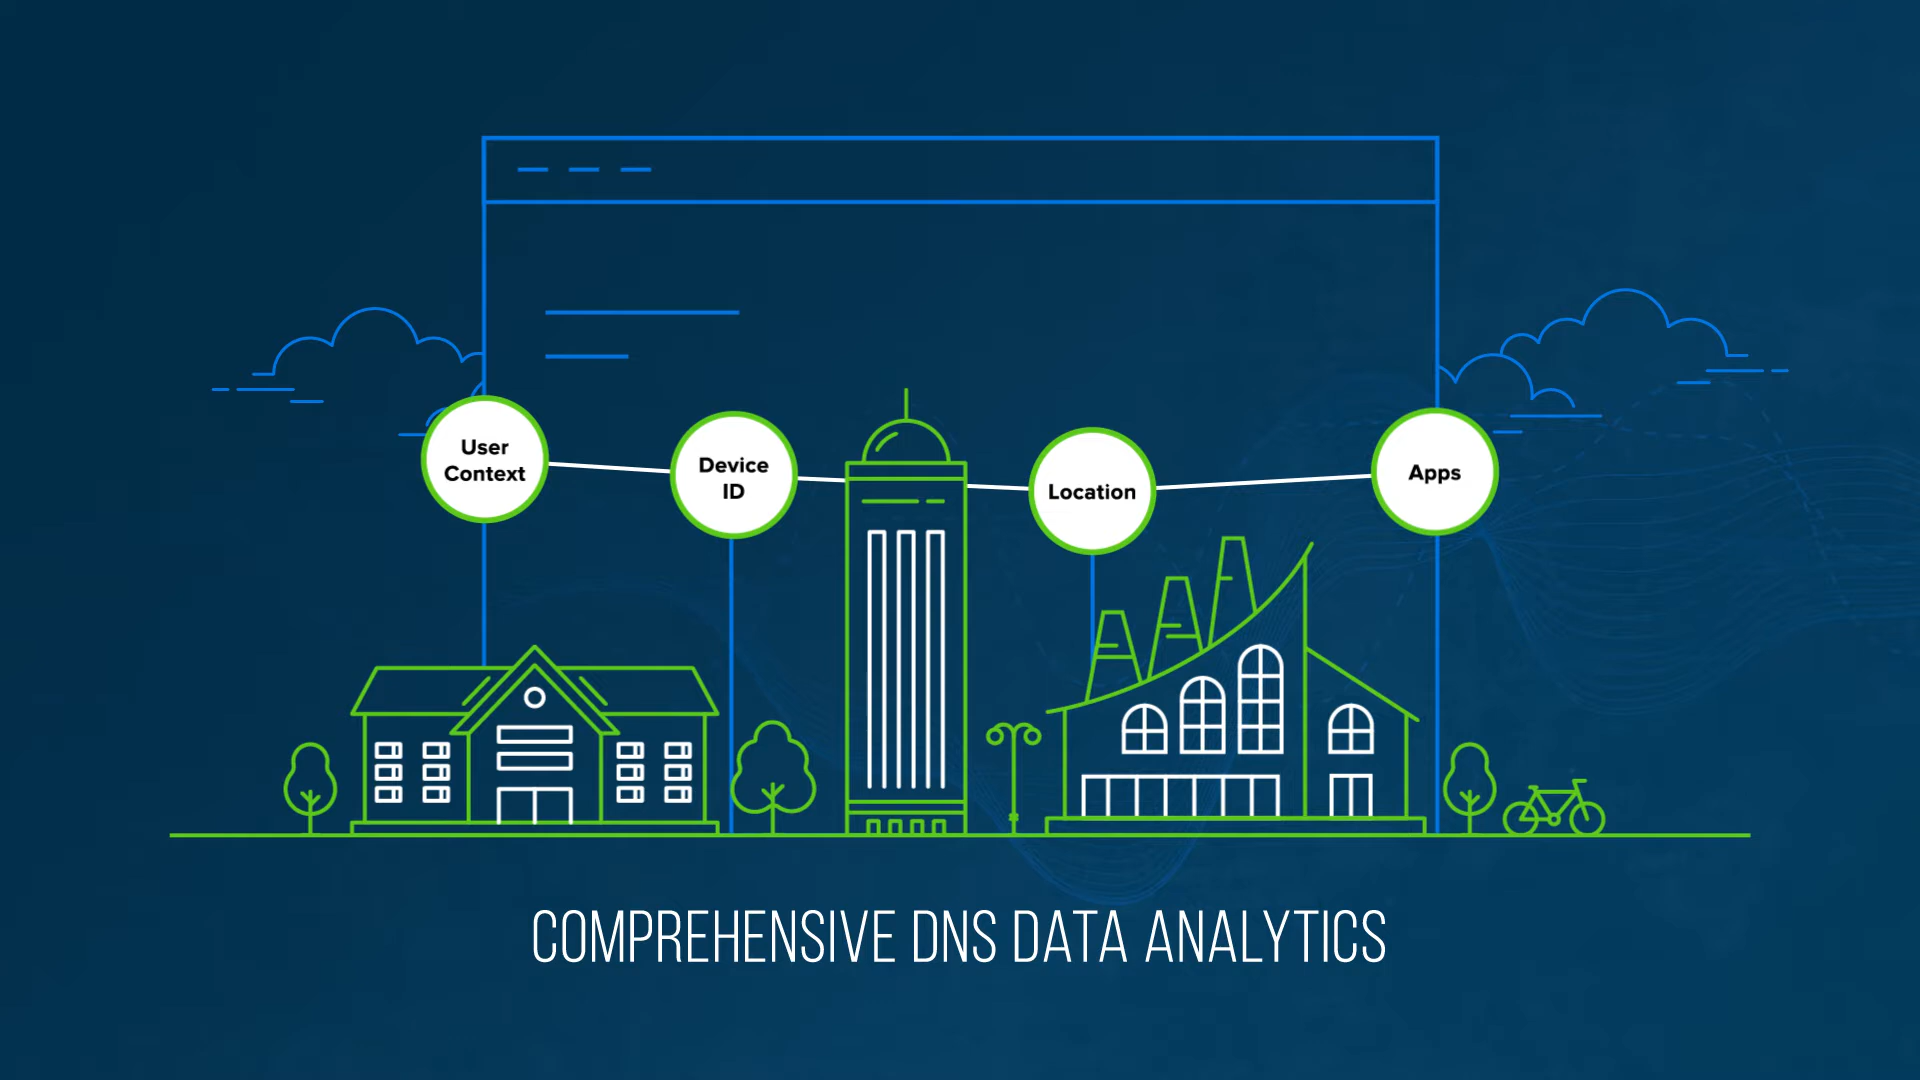 User
Context
Device
ID
Location
Apps
COMPREHENSIVE DNS DATA ANALYTICS